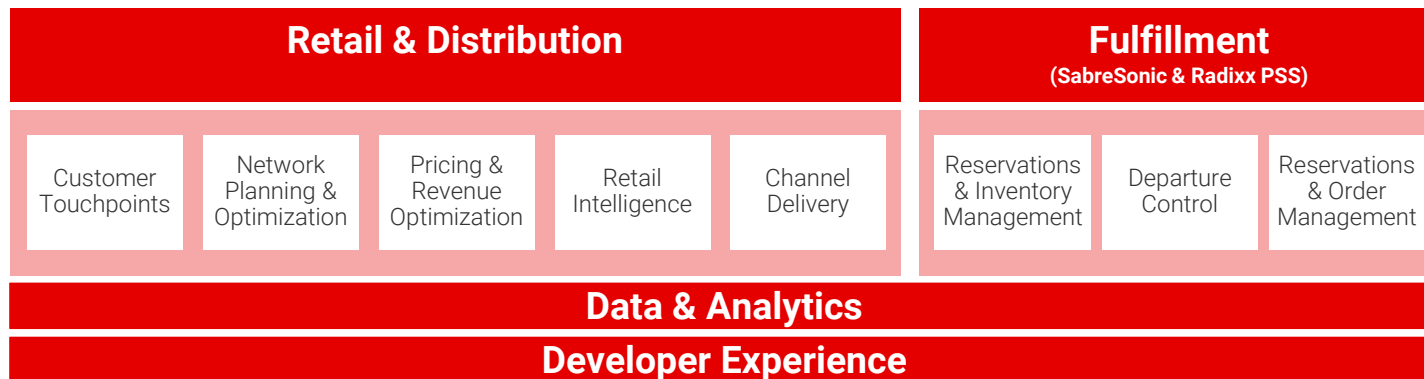 Retail & Distribution
Fulfillment
(SabreSonic & Radixx PSS)
Customer
Touchpoints
Network
Planning &
Optimization
Pricing &
Revenue
Optimization
Retail
Intelligence
Channel
Delivery
Reservations
& Inventory
Management
Departure
Control
Reservations
& Order
Management
Data & Analytics
Developer Experience